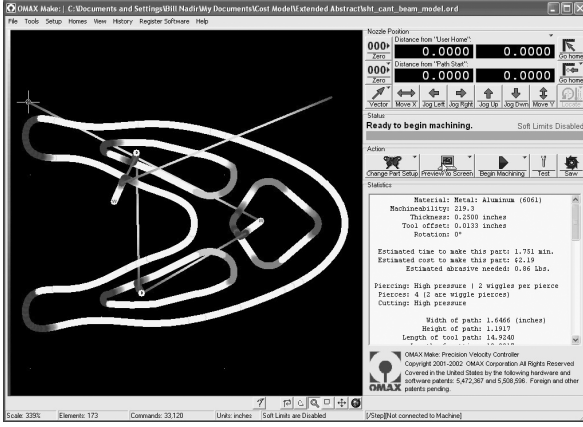 OMAX Make: | C:\Documents and Settings\Bill Nadir\My Documents\Cost Model\Extended Abstract\sht_cant_beam_model.ord
File Tools Setup Homes View History Register Software Help
Nozzle Position
Distance from "User Home":
000
0.0000 0.0000
Zero Go home
Distance from "Path Start":
000
0.0000 0.0000
Zero Go home
Vector Move X Jog Left Jog Rght Jog Up Jog Dwn Move Y Locate
Status
Ready to begin machining. Soft Limits Disabled
Action
Change Part Setup Preview to Screen Begin Machining Test Saw
Statistics
Material: Metal: Aluminum (6061)
Machineability: 219.3
Thickness: 0.2500 inches
Tool offset: 0.0133 inches
Rotation: 0°
Estimated time to make this part: 1.751 min.
Estimated cost to make this part: $2.19
Estimated abrasive needed: 0.86 Lbs.
Piercing: High pressure | 2 wiggles per pierce
Pierces: 4 (2 are wiggle pierces)
Cutting: High pressure
Width of path: 1.6466 (inches)
Height of path: 1.1917
Length of tool path: 14.9240
OMAX Make: Precision Velocity Controller
Copyright 2001-2002 OMAX Corporation All Rights Reserved
Covered in the United States by the following hardware and
software patents: 5,472,367 and 5,508,596. Foreign and other
patents pending.
OMAX
Scale: 339% Elements: 173 Commands: 33,120 Units: inches Soft Limits are Disabled [/Step][Not connected to Machine]